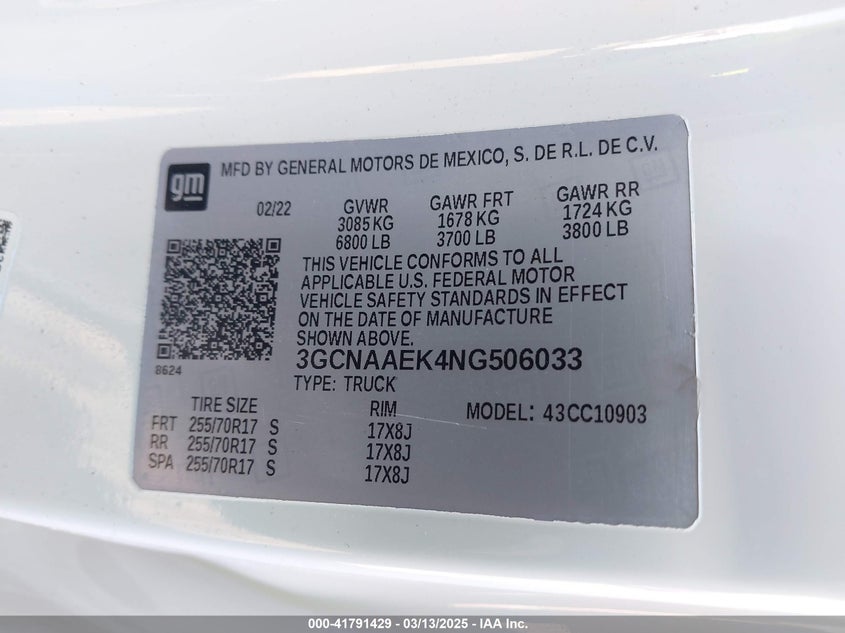 gm
MFD BY GENERAL MOTORS DE MEXICO, S. DE R.L. DE C.V.
02/22 GVWR GAWR FRT GAWR RR
3085 KG 1678 KG 1724 KG
6800 LB 3700 LB 3800 LB
THIS VEHICLE CONFORMS TO ALL
APPLICABLE U.S. FEDERAL MOTOR
VEHICLE SAFETY STANDARDS IN EFFECT
ON THE DATE OF MANUFACTURE
SHOWN ABOVE.
8624
3GCNAAEK4NG506033
TYPE: TRUCK
TIRE SIZE RIM MODEL: 43CC10903
FRT 255/70R17 S 17X8J
RR 255/70R17 S 17X8J
SPA 255/70R17 S 17X8J
000-41791429 - 03/13/2025 - IAA Inc.